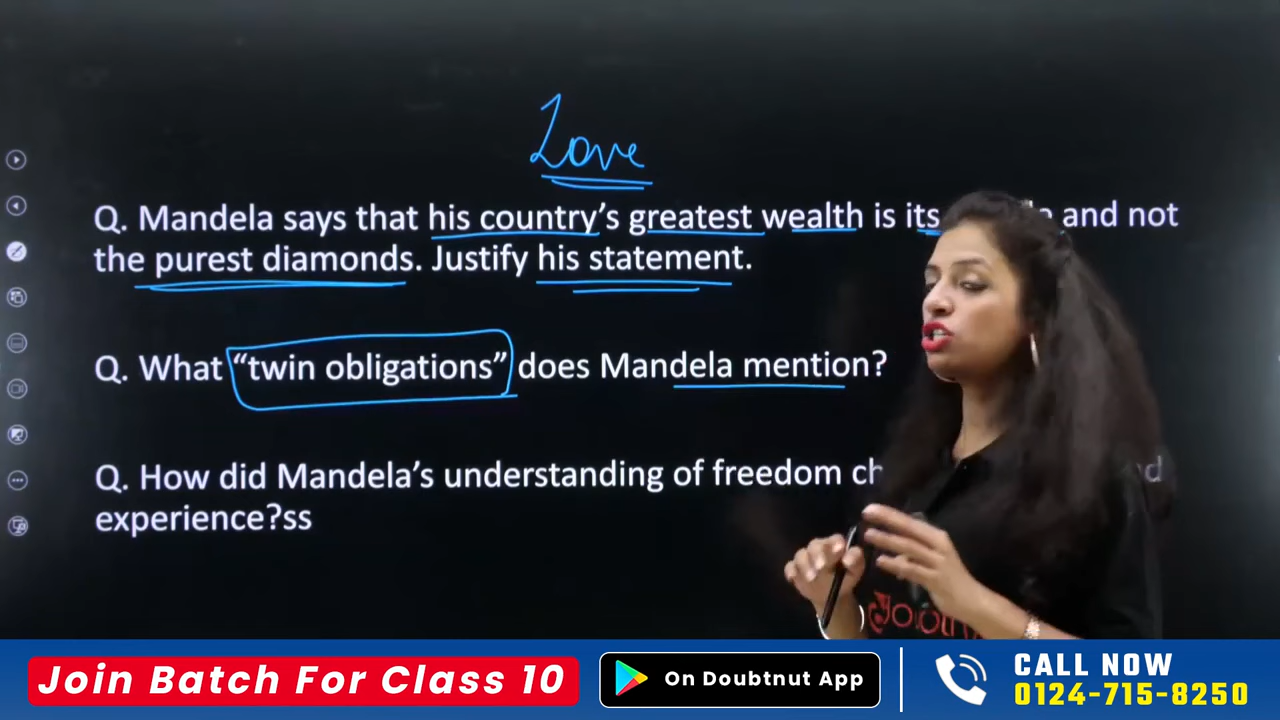 Love
Q. Mandela says that his country's greatest wealth is its and not
the purest diamonds. Justify his statement.
Q. What “twin obligations” does Mandela mention?
Q. How did Mandela's understanding of freedom
experience?ss
Join Batch For Class 10
On Doubtnut App
CALL NOW
0124-715-8250